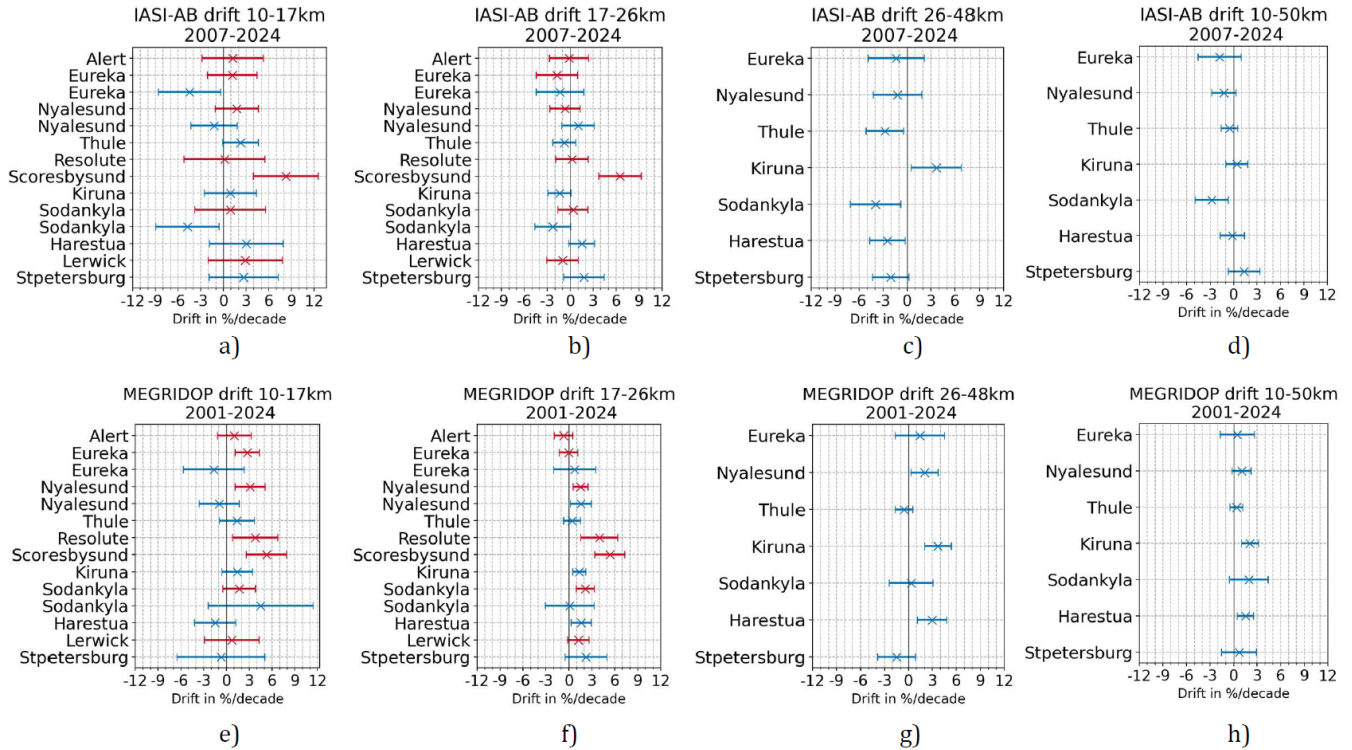 IASI-AB drift 10-17km
2007-2024
Alert
Eureka
Eureka
Nyalesund
Nyalesund
Thule
Resolute
Scoresbysund
Kiruna
Sodankyla
Sodankyla
Harestua
Lerwick
Stpetersburg
-12 -9 -6 -3 0 3 6 9 12
Drift in %/decade
a)
IASI-AB drift 17-26km
2007-2024
Alert
Eureka
Eureka
Nyalesund
Nyalesund
Thule
Resolute
Scoresbysund
Kiruna
Sodankyla
Sodankyla
Harestua
Lerwick
Stpetersburg
-12 -9 -6 -3 0 3 6 9 12
Drift in %/decade
b)
IASI-AB drift 26-48km
2007-2024
Eureka
Nyalesund
Thule
Kiruna
Sodankyla
Harestua
Stpetersburg
-12 -9 -6 -3 0 3 6 9 12
Drift in %/decade
c)
IASI-AB drift 10-50km
2007-2024
Eureka
Nyalesund
Thule
Kiruna
Sodankyla
Harestua
Stpetersburg
-12 -9 -6 -3 0 3 6 9 12
Drift in %/decade
d)
MEGRIDOP drift 10-17km
2001-2024
Alert
Eureka
Eureka
Nyalesund
Nyalesund
Thule
Resolute
Scoresbysund
Kiruna
Sodankyla
Sodankyla
Harestua
Lerwick
Stpetersburg
-12 -9 -6 -3 0 3 6 9 12
Drift in %/decade
e)
MEGRIDOP drift 17-26km
2001-2024
Alert
Eureka
Eureka
Nyalesund
Nyalesund
Thule
Resolute
Scoresbysund
Kiruna
Sodankyla
Sodankyla
Harestua
Lerwick
Stpetersburg
-12 -9 -6 -3 0 3 6 9 12
Drift in %/decade
f)
MEGRIDOP drift 26-48km
2001-2024
Eureka
Nyalesund
Thule
Kiruna
Sodankyla
Harestua
Stpetersburg
-12 -9 -6 -3 0 3 6 9 12
Drift in %/decade
g)
MEGRIDOP drift 10-50km
2001-2024
Eureka
Nyalesund
Thule
Kiruna
Sodankyla
Harestua
Stpetersburg
-12 -9 -6 -3 0 3 6 9 12
Drift in %/decade
h)